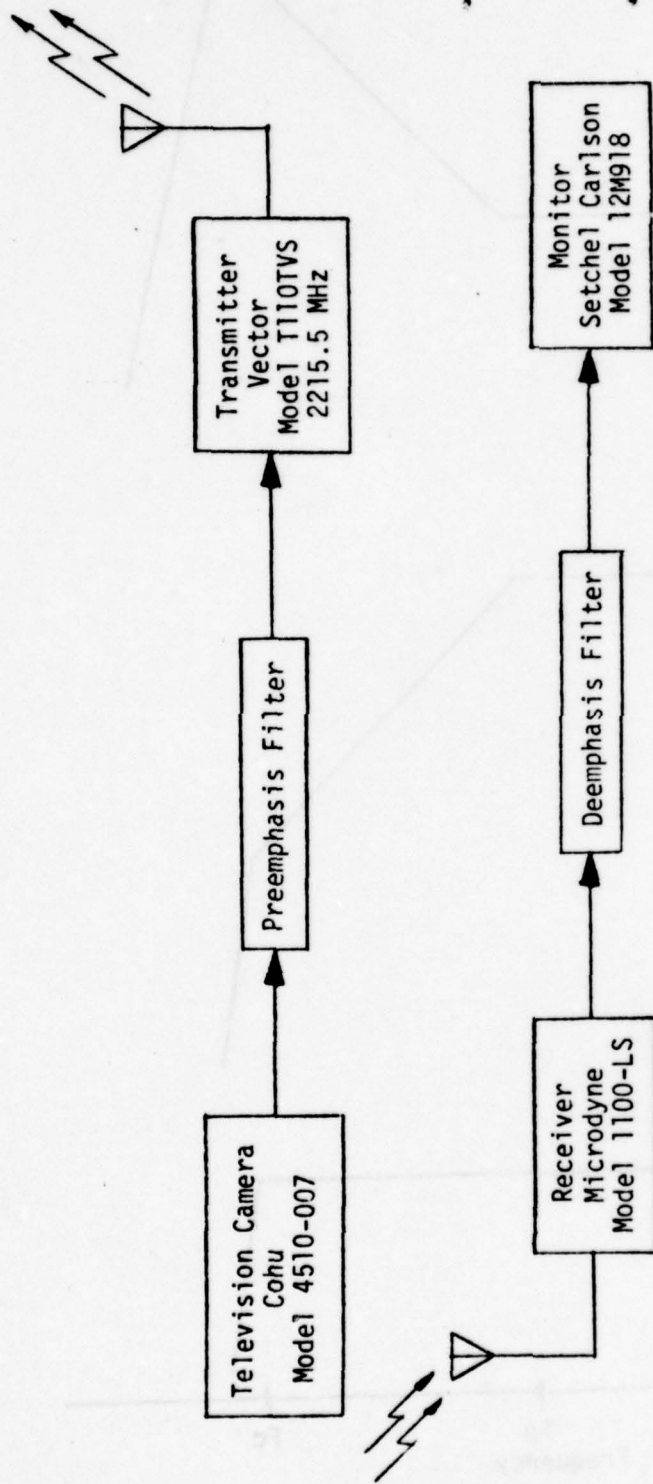 Television Camera
Cohu
Model 4510-007
Preemphasis Filter
Transmitter
Vector
Model T110TVS
2215.5 MHz
Receiver
Microdyne
Model 1100-LS
Deemphasis Filter
Monitor
Setchel Carlson
Model 12M918